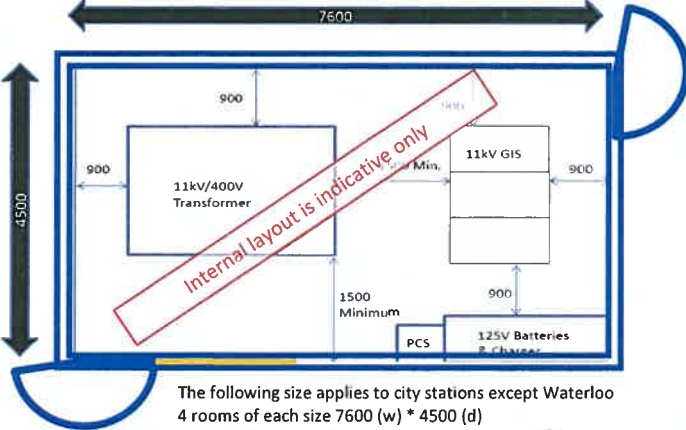 7600
900
900
11kV GIS
900
Min.
900
11kV/400V
Transformer
Internal layout is indicative only
4500
900
1500
Minimum
PCS
125V Batteries
& Charger
The following size applies to city stations except Waterloo
4 rooms of each size 7600 (w) * 4500 (d)